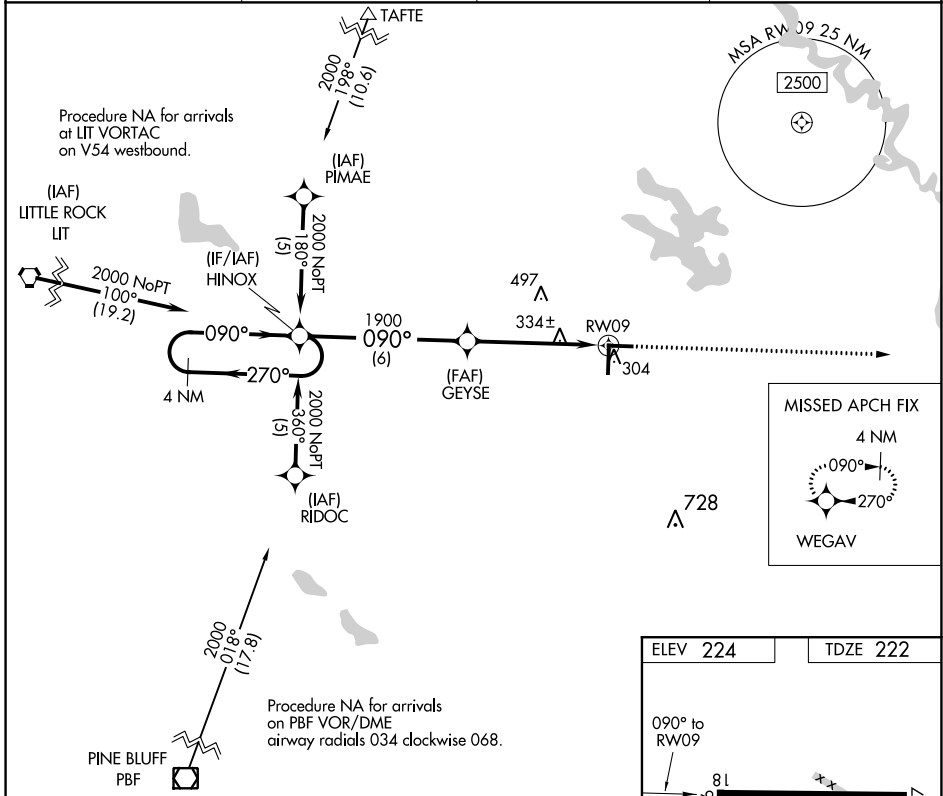 TAFTE
2000
198°
(10.6)
MSA RW09 25 NM
2500
Procedure NA for arrivals
at LIT VORTAC
on V54 westbound.
(IAF)
PIMAE
(IAF)
LITTLE ROCK
LIT
2000 NoPT
180°
(5)
(IF/IAF)
HINOX
2000 NoPT
100°
(19.2)
497
334±
RW09
090°
1900
090°
(6)
304
270°
4 NM
(FAF)
GEYSE
2000 NoPT
360°
(5)
(IAF)
RIDOC
MISSED APCH FIX
4 NM
090°
270°
WEGAV
728
2000
018°
(17.8)
Procedure NA for arrivals
on PBF VOR/DME
airway radials 034 clockwise 068.
PINE BLUFF
PBF
ELEV 224
TDZE 222
090° to
RW09
18
x x